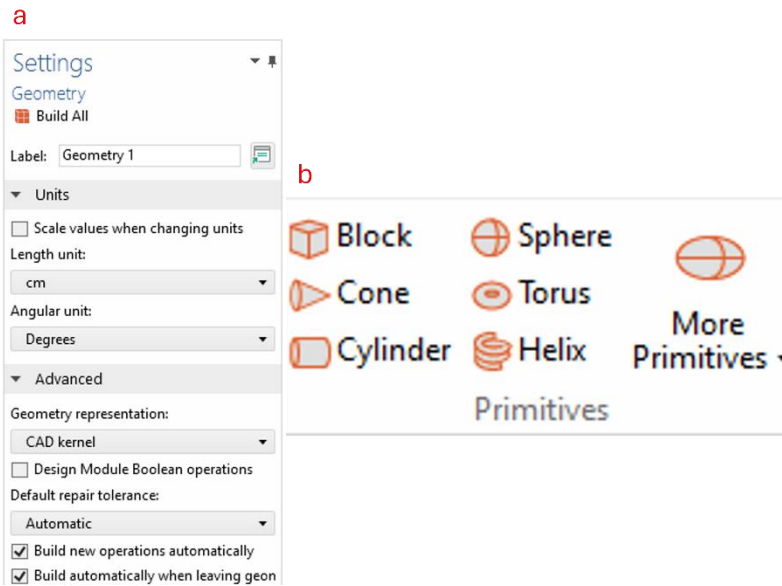 a
Settings
Geometry
Build All
Label: Geometry 1
Units
Scale values when changing units
Length unit:
cm
Angular unit:
Degrees
Advanced
Geometry representation:
CAD kernel
Design Module Boolean operations
Default repair tolerance:
Automatic
Build new operations automatically
Build automatically when leaving geon
b
Block
Sphere
Cone
Torus
More
Cylinder
Helix
Primitives
Primitives